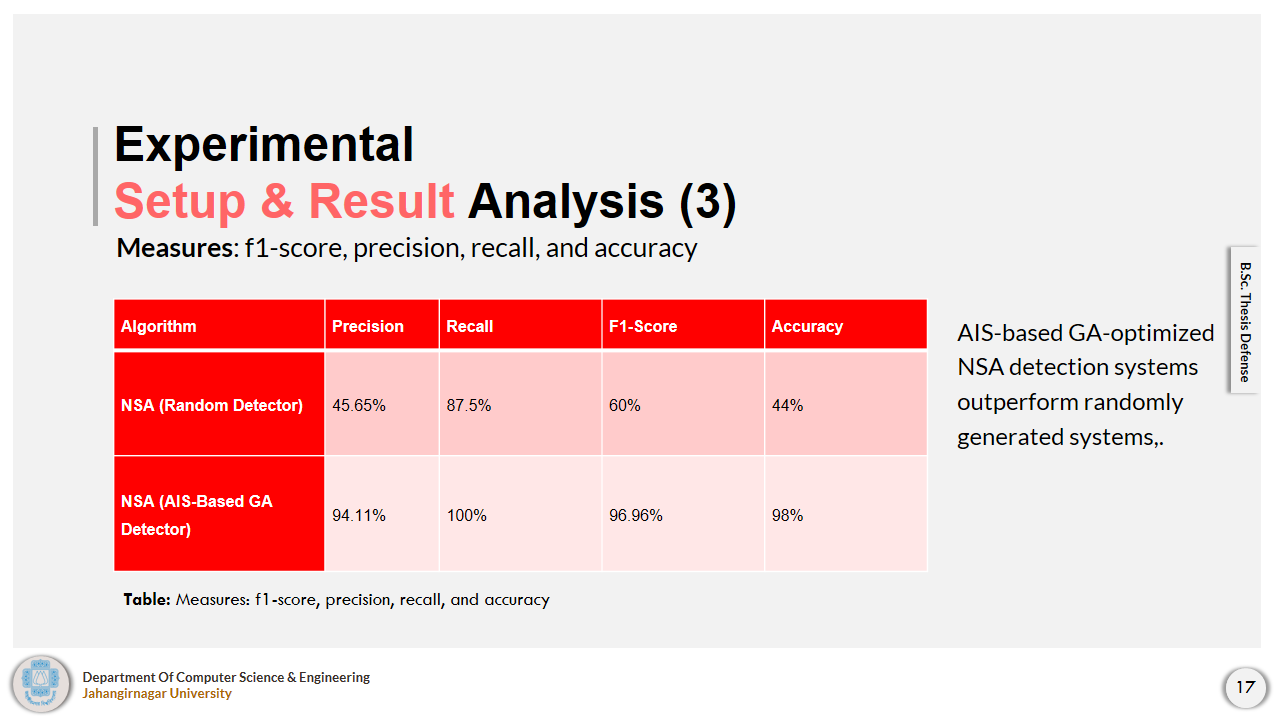 Experimental
Setup & Result Analysis (3)
Measures: f1-score, precision, recall, and accuracy
Algorithm Precision Recall F1-Score Accuracy
NSA (Random Detector) 45.65% 87.5% 60% 44%
NSA (AIS-Based GA
Detector) 94.11% 100% 96.96% 98%
Table: Measures: f1-score, precision, recall, and accuracy
AIS-based GA-optimized
NSA detection systems
outperform randomly
generated systems,.
B.Sc. Thesis Defense
Department Of Computer Science & Engineering
Jahangirnagar University
17